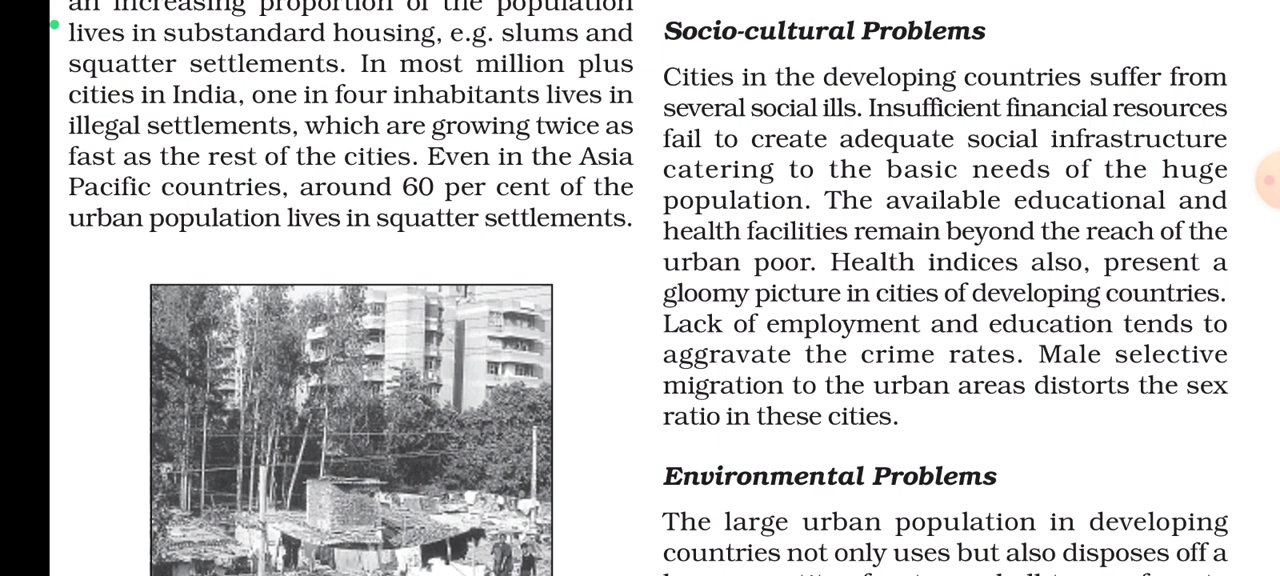 an increasing proportion of the population
lives in substandard housing, e.g. slums and
squatter settlements. In most million plus
cities in India, one in four inhabitants lives in
illegal settlements, which are growing twice as
fast as the rest of the cities. Even in the Asia
Pacific countries, around 60 per cent of the
urban population lives in squatter settlements.
Socio-cultural Problems
Cities in the developing countries suffer from
several social ills. Insufficient financial resources
fail to create adequate social infrastructure
catering to the basic needs of the huge
population. The available educational and
health facilities remain beyond the reach of the
urban poor. Health indices also, present a
gloomy picture in cities of developing countries.
Lack of employment and education tends to
aggravate the crime rates. Male selective
migration to the urban areas distorts the sex
ratio in these cities.
Environmental Problems
The large urban population in developing
countries not only uses but also disposes off a